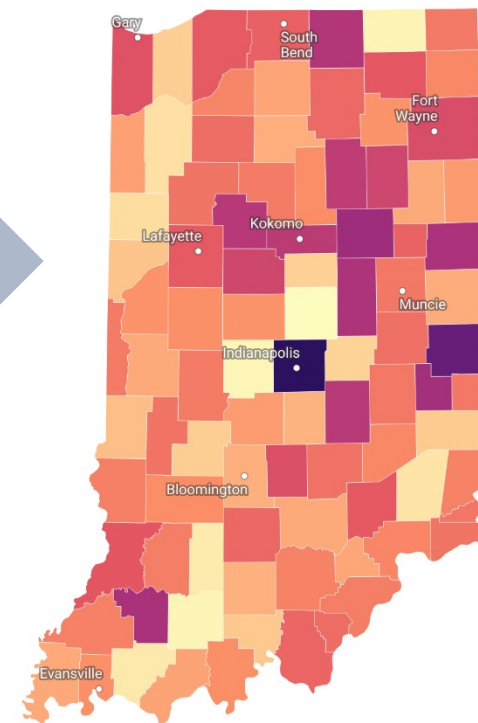 Gary
South
Bend
Fort
Wayne
Kokomo
Lafayette
Muncie
Indianapolis
Bloomington
Evansville